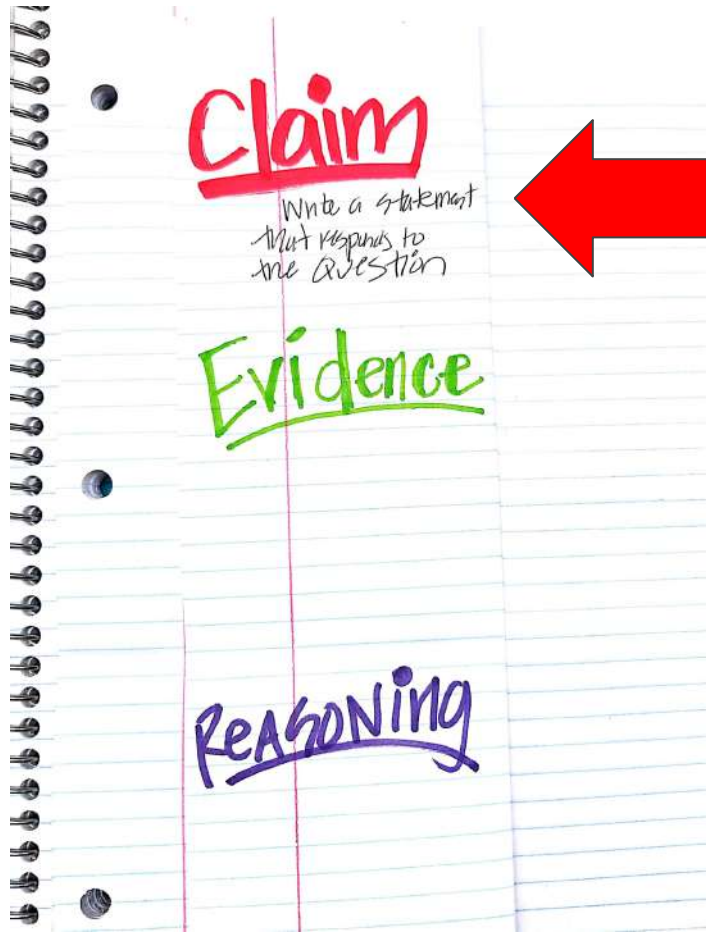 Claim
Write a statement
that responds to
the Question
Evidence
Reasoning